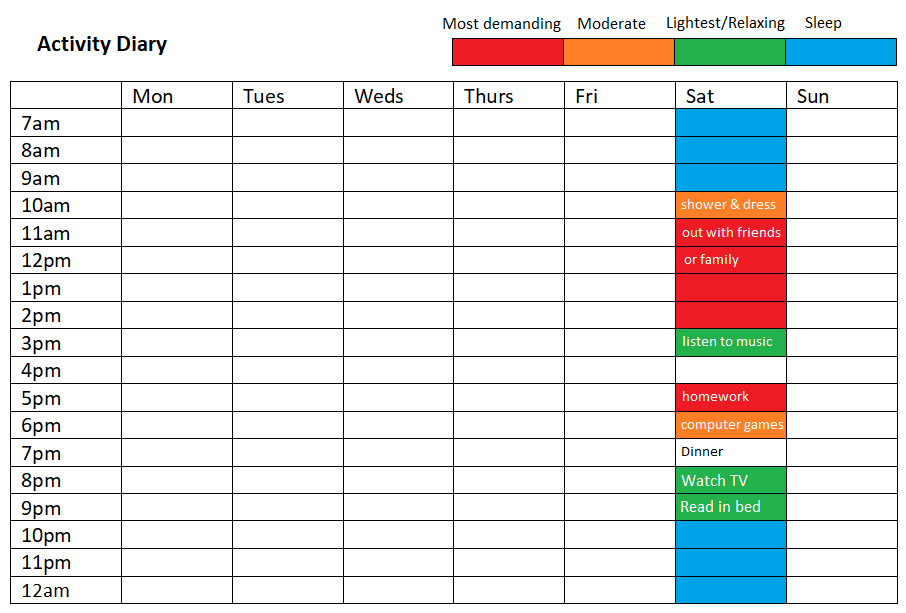 Most demanding Moderate Lightest/Relaxing Sleep
Activity Diary
Mon Tues Weds Thurs Fri Sat Sun
7am
8am
9am
10am shower & dress
11am out with friends
12pm or family
1pm
2pm
3pm listen to music
4pm
5pm homework
6pm computer games
7pm Dinner
8pm Watch TV
9pm Read in bed
10pm
11pm
12am